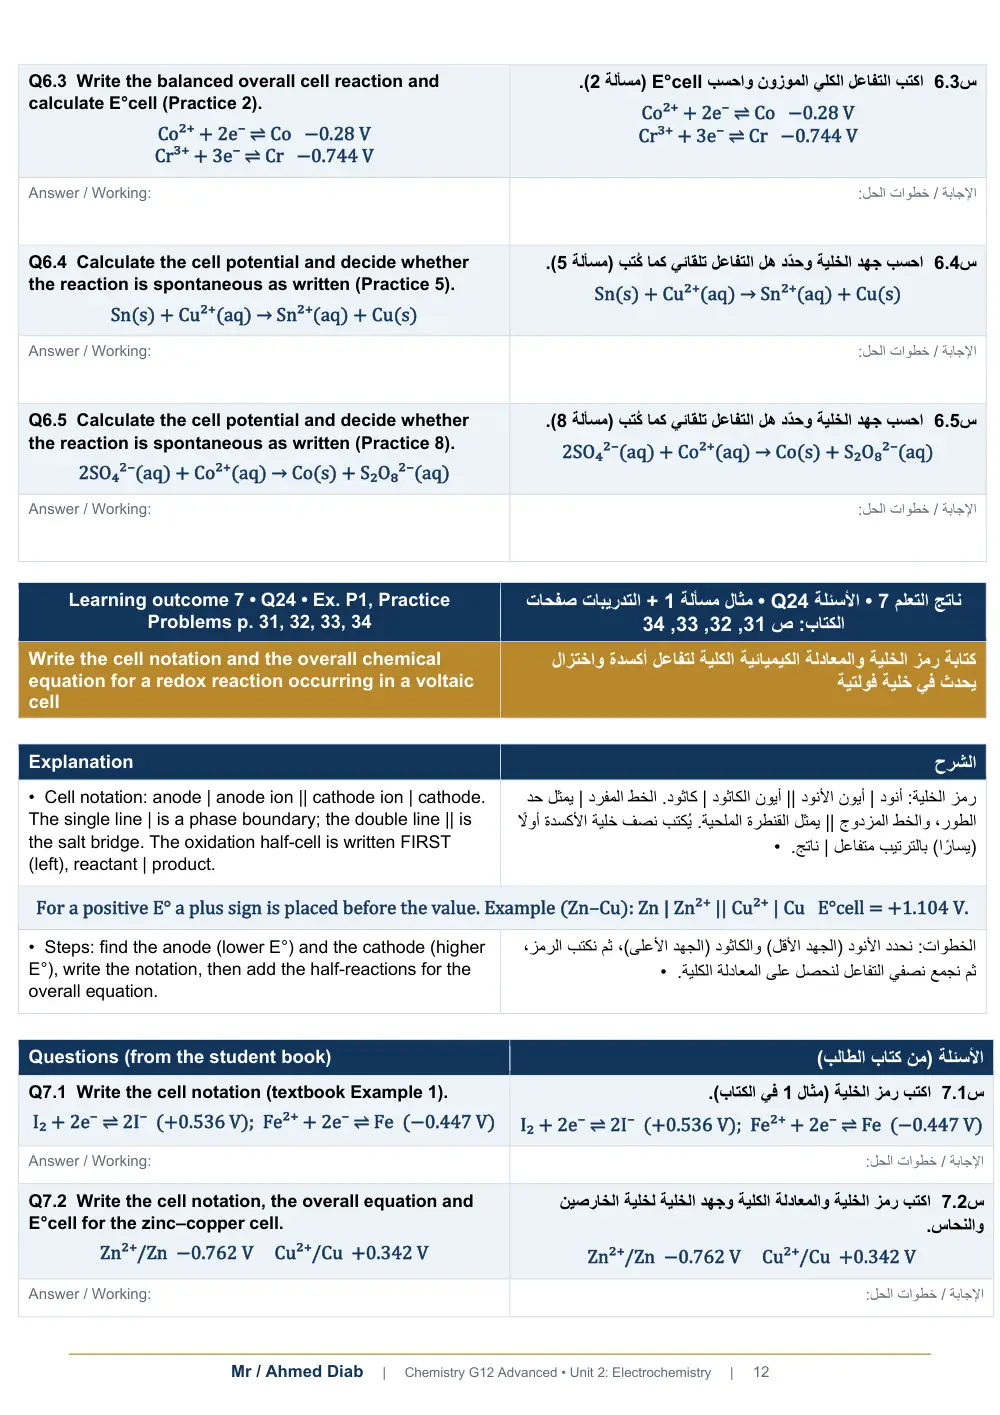 Q6.3 Write the balanced overall cell reaction and
calculate E°cell (Practice 2).
Co²⁺ + 2e⁻ ⇌ Co −0.28 V
Cr³⁺ + 3e⁻ ⇌ Cr −0.744 V
س6.3 اكتب التفاعل الكلي الموزون واحسب E°cell (مسألة 2).
Co²⁺ + 2e⁻ ⇌ Co −0.28 V
Cr³⁺ + 3e⁻ ⇌ Cr −0.744 V
Answer / Working:
الإجابة / خطوات الحل:
Q6.4 Calculate the cell potential and decide whether
the reaction is spontaneous as written (Practice 5).
Sn(s) + Cu²⁺(aq) → Sn²⁺(aq) + Cu(s)
س6.4 احسب جهد الخلية وحدّد هل التفاعل تلقائي كما كُتب (مسألة 5).
Sn(s) + Cu²⁺(aq) → Sn²⁺(aq) + Cu(s)
Answer / Working:
الإجابة / خطوات الحل:
Q6.5 Calculate the cell potential and decide whether
the reaction is spontaneous as written (Practice 8).
2SO₄²⁻(aq) + Co²⁺(aq) → Co(s) + S₂O₈²⁻(aq)
س6.5 احسب جهد الخلية وحدّد هل التفاعل تلقائي كما كُتب (مسألة 8).
2SO₄²⁻(aq) + Co²⁺(aq) → Co(s) + S₂O₈²⁻(aq)
Answer / Working:
الإجابة / خطوات الحل:
Learning outcome 7 • Q24 • Ex. P1, Practice
Problems p. 31, 32, 33, 34
ناتج التعلم 7 • الأسئلة Q24 • مثال مسألة 1 + التدريبات صفحات
الكتاب: ص 31, 32, 33, 34
Write the cell notation and the overall chemical
equation for a redox reaction occurring in a voltaic
cell
كتابة رمز الخلية والمعادلة الكيميائية الكلية لتفاعل أكسدة واختزال
يحدث في خلية فولتية
Explanation
الشرح
• Cell notation: anode | anode ion || cathode ion | cathode.
The single line | is a phase boundary; the double line || is
the salt bridge. The oxidation half-cell is written FIRST
(left), reactant | product.
رمز الخلية: أنود | أيون الأنود || أيون الكاثود | كاثود. الخط المفرد | يمثل حد
الطور، والخط المزدوج || يمثل القنطرة الملحية. يُكتب نصف خلية الأكسدة أولًا
(يسارًا) بالترتيب متفاعل | ناتج. •
For a positive E° a plus sign is placed before the value. Example (Zn–Cu): Zn | Zn²⁺ || Cu²⁺ | Cu E°cell = +1.104 V.
• Steps: find the anode (lower E°) and the cathode (higher
E°), write the notation, then add the half-reactions for the
overall equation.
الخطوات: نحدد الأنود (الجهد الأقل) والكاثود (الجهد الأعلى)، ثم نكتب الرمز،
ثم نجمع نصفي التفاعل لنحصل على المعادلة الكلية. •
Questions (from the student book)
الأسئلة (من كتاب الطالب)
Q7.1 Write the cell notation (textbook Example 1).
I₂ + 2e⁻ ⇌ 2I⁻ (+0.536 V); Fe²⁺ + 2e⁻ ⇌ Fe (−0.447 V)
س7.1 اكتب رمز الخلية (مثال 1 في الكتاب).
I₂ + 2e⁻ ⇌ 2I⁻ (+0.536 V); Fe²⁺ + 2e⁻ ⇌ Fe (−0.447 V)
Answer / Working:
الإجابة / خطوات الحل:
Q7.2 Write the cell notation, the overall equation and
E°cell for the zinc–copper cell.
Zn²⁺/Zn −0.762 V Cu²⁺/Cu +0.342 V
س7.2 اكتب رمز الخلية والمعادلة الكلية وجهد الخلية لخلية الخارصين
والنحاس.
Zn²⁺/Zn −0.762 V Cu²⁺/Cu +0.342 V
Answer / Working:
الإجابة / خطوات الحل:
Mr / Ahmed Diab | Chemistry G12 Advanced • Unit 2: Electrochemistry | 12